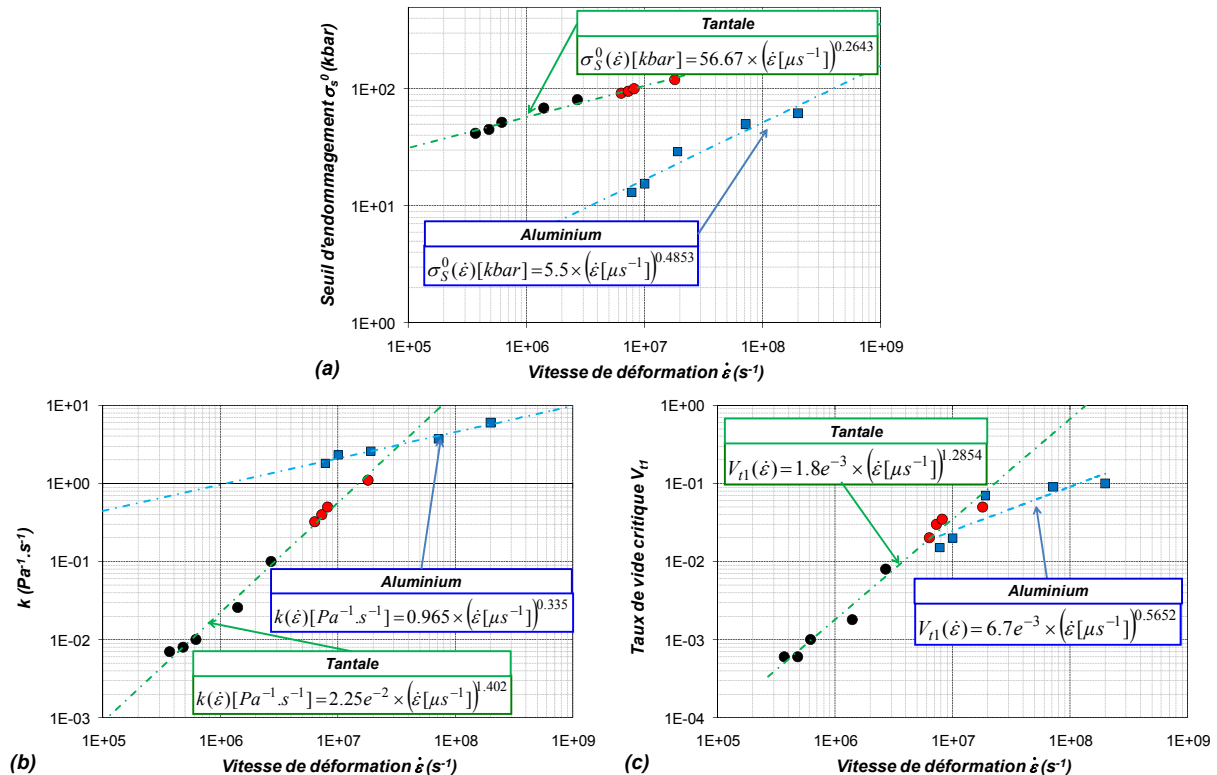 Seuil d'endommagement σs⁰ (kbar)
1E+02
1E+01
1E+00
1E+05 1E+06 1E+07 1E+08 1E+09
Tantale
σ_S^0(ε̇)[kbar] = 56.67 × (ε̇[μs⁻¹])^0.2643
Aluminium
σ_S^0(ε̇)[kbar] = 5.5 × (ε̇[μs⁻¹])^0.4853
(a) Vitesse de déformation ε̇ (s⁻¹)
k (Pa⁻¹.s⁻¹)
1E+01
1E+00
1E-01
1E-02
1E-03
1E+05 1E+06 1E+07 1E+08 1E+09
Aluminium
k(ε̇)[Pa⁻¹.s⁻¹] = 0.965 × (ε̇[μs⁻¹])^0.335
Tantale
k(ε̇)[Pa⁻¹.s⁻¹] = 2.25e⁻² × (ε̇[μs⁻¹])^1.402
(b) Vitesse de déformation ε̇ (s⁻¹)
Taux de vide critique V_t1
1E+00
1E-01
1E-02
1E-03
1E-04
1E+05 1E+06 1E+07 1E+08 1E+09
Tantale
V_t1(ε̇) = 1.8e⁻³ × (ε̇[μs⁻¹])^1.2854
Aluminium
V_t1(ε̇) = 6.7e⁻³ × (ε̇[μs⁻¹])^0.5652
(c) Vitesse de déformation ε̇ (s⁻¹)